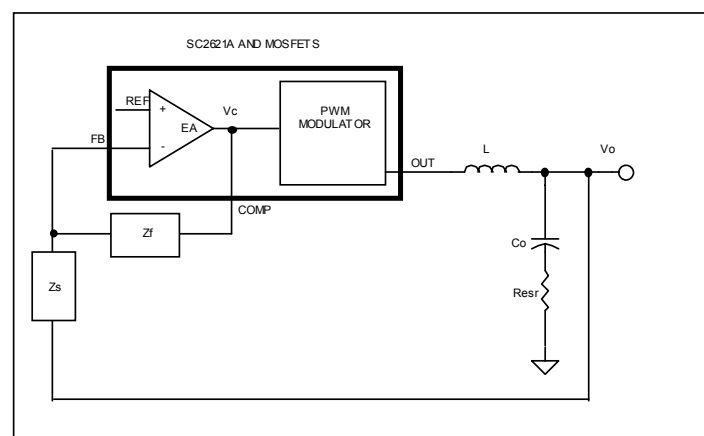 SC2621A AND MOSFETS
REF
+
EA
-
Vc
PWM
MODULATOR
FB
OUT
L
Vo
COMP
Zf
Co
Zs
Resr